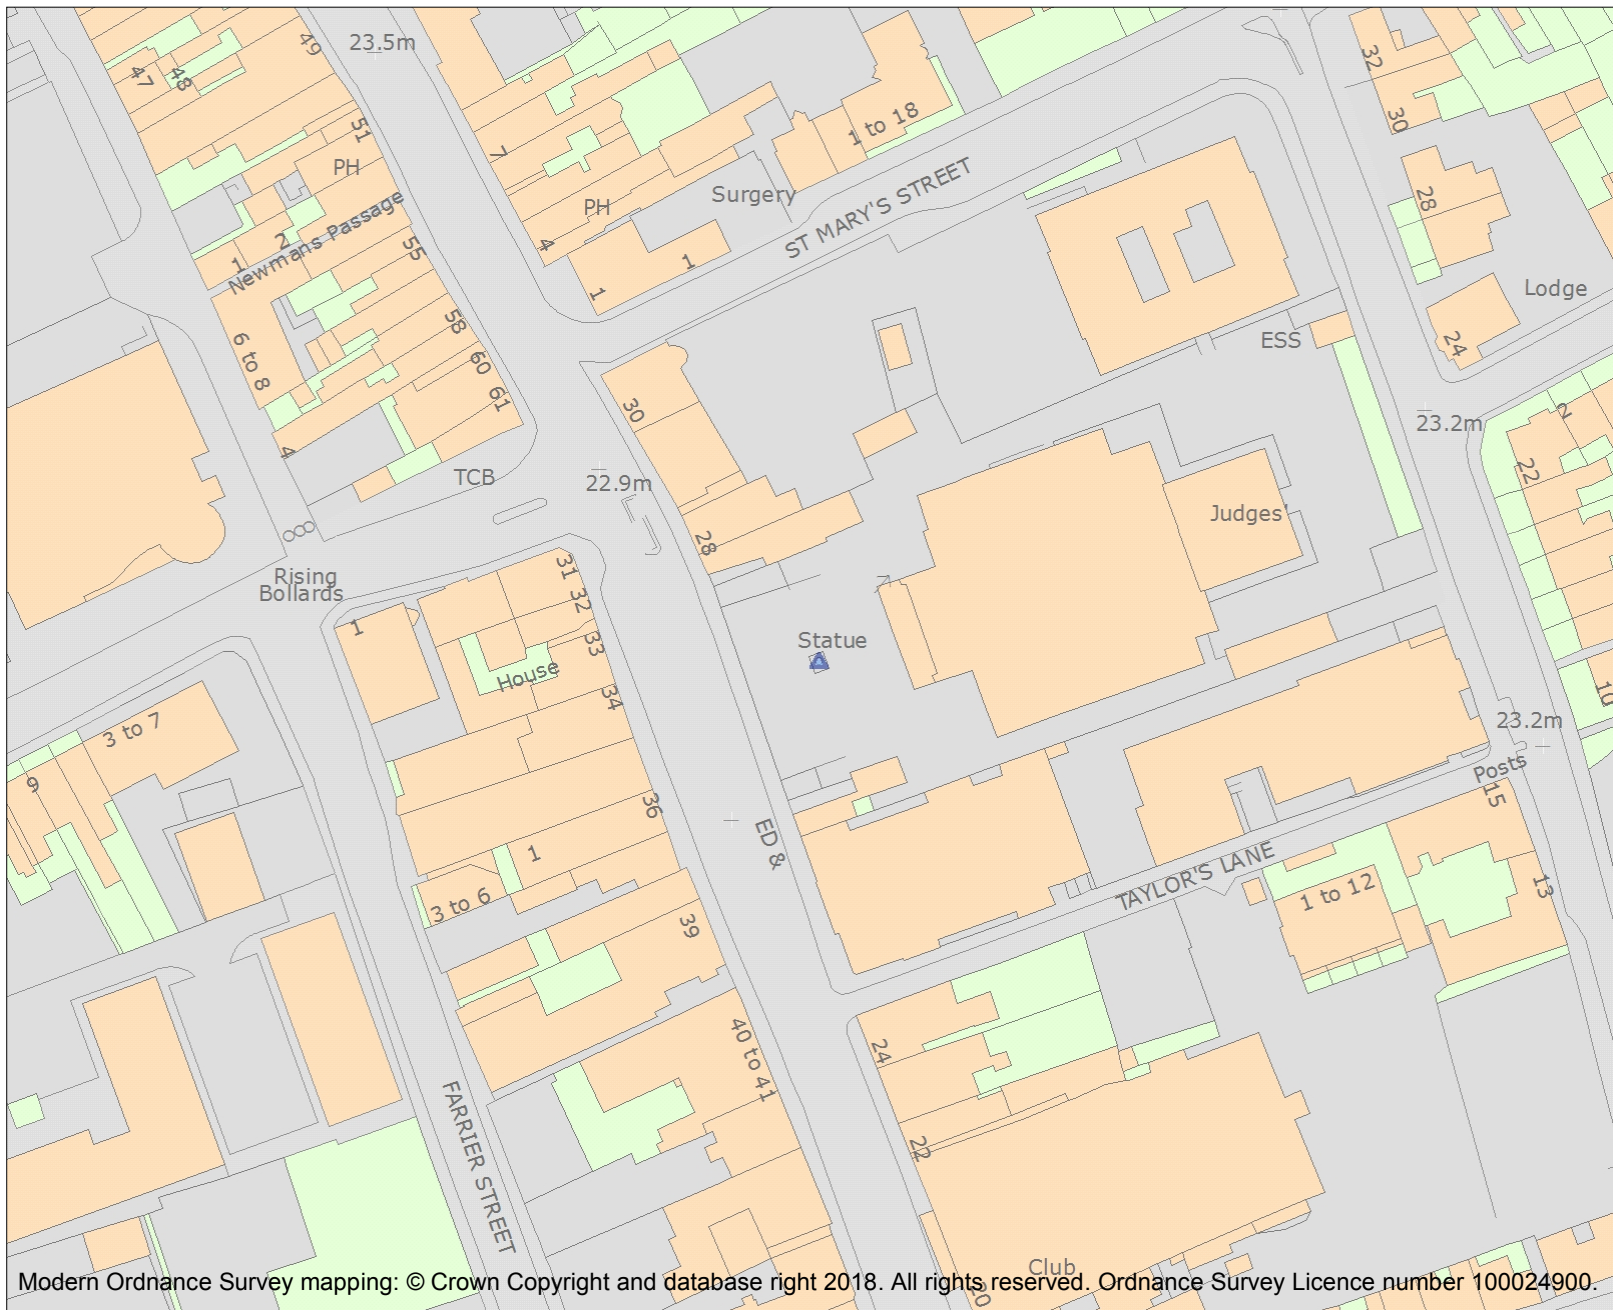 23.5m
49
47
48
51
PH
7
1 to 18
32
30
Newmans Passage
1
2
PH
Surgery
ST MARY'S STREET
28
55
4
1
1
Lodge
58
6 to 8
60
61
ESS
24
30
23.2m
2
4
TCB
22.9m
22
28
Judges'
Rising
Bollards
31
32
1
33
House
34
Statue
10
3 to 7
23.2m
9
Posts
15
36
ED &
1
TAYLOR'S LANE
3 to 6
1 to 12
13
39
40 to 41
24
FARRIER STREET
22
Club
20
Modern Ordnance Survey mapping: © Crown Copyright and database right 2018. All rights reserved. Ordnance Survey Licence number 100024900.